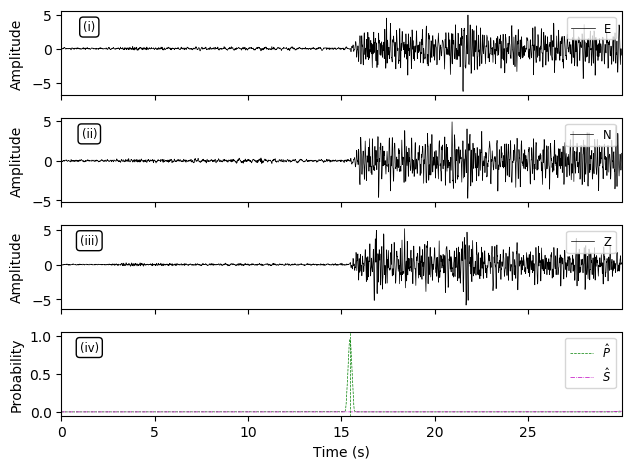 (i)
E
5
0
−5
Amplitude
(ii)
N
5
0
−5
Amplitude
(iii)
Z
5
0
−5
Amplitude
(iv)
P̂
Ŝ
1.0
0.5
0.0
Probability
0 5 10 15 20 25
Time (s)